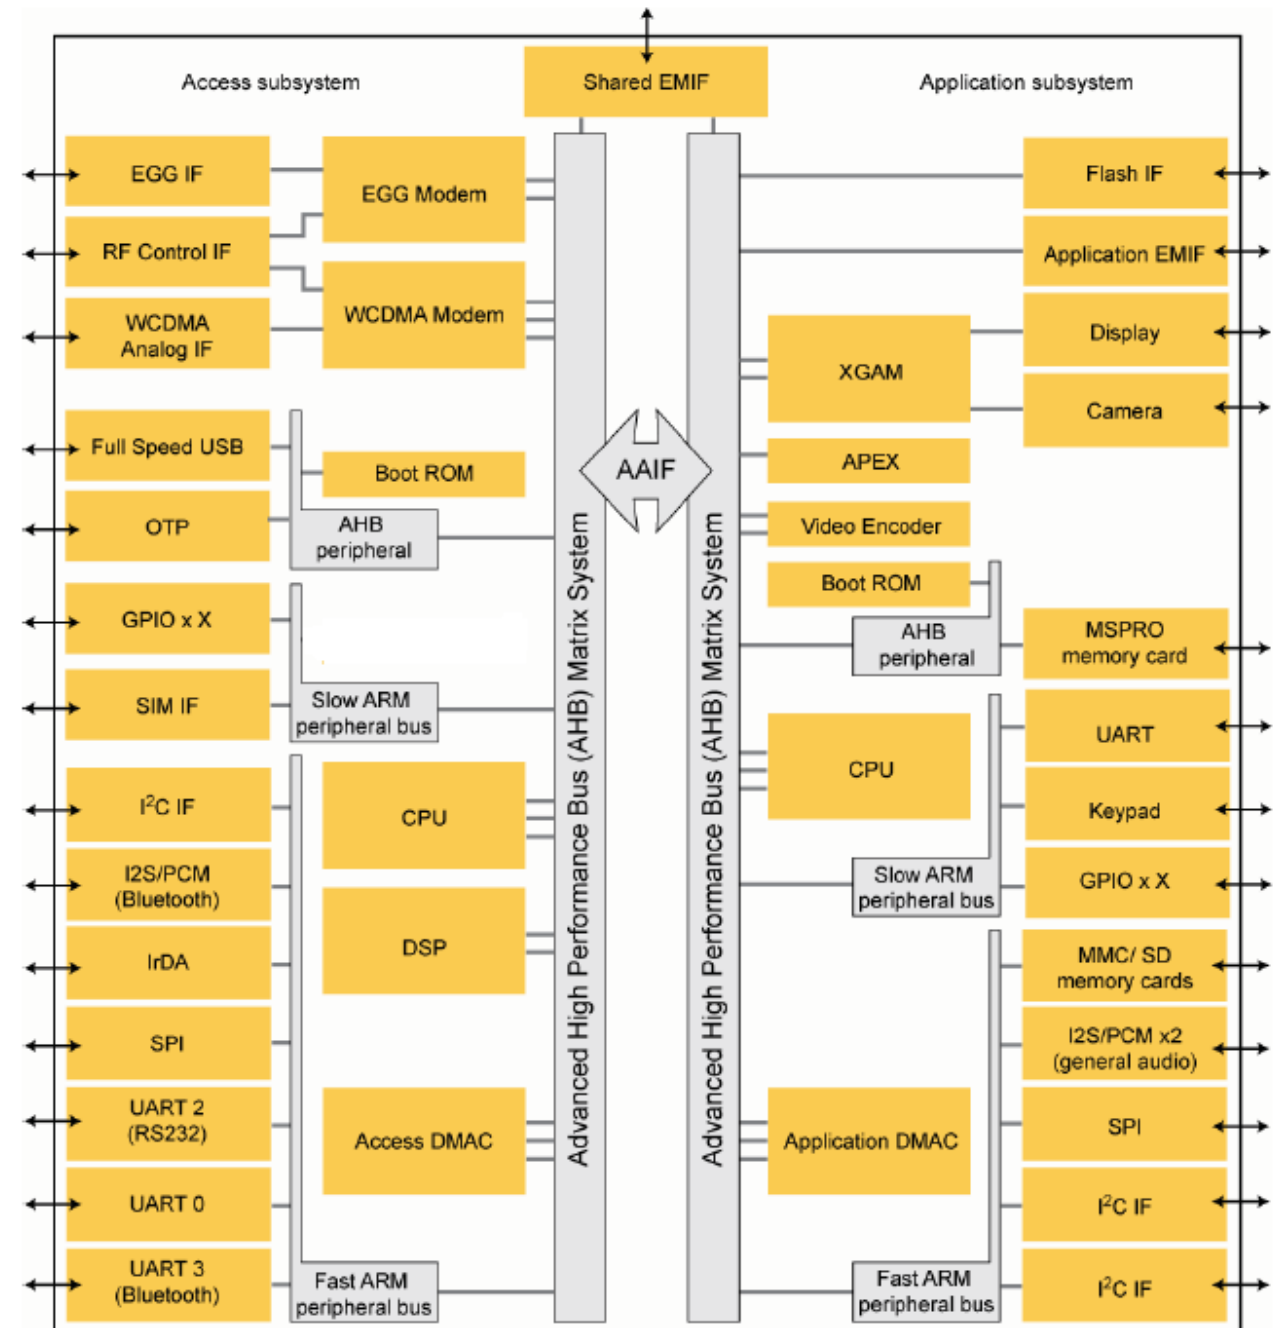 Access subsystem
Shared EMIF
Application subsystem
EGG IF
EGG Modem
RF Control IF
WCDMA Modem
WCDMA
Analog IF
Full Speed USB
Boot ROM
OTP
AHB
peripheral
GPIO x X
SIM IF
Slow ARM
peripheral bus
I²C IF
CPU
I2S/PCM
(Bluetooth)
DSP
IrDA
SPI
UART 2
(RS232)
Access DMAC
UART 0
UART 3
(Bluetooth)
Fast ARM
peripheral bus
Advanced High Performance Bus (AHB) Matrix System
AAIF
Advanced High Performance Bus (AHB) Matrix System
Flash IF
Application EMIF
Display
XGAM
Camera
APEX
Video Encoder
Boot ROM
AHB
peripheral
MSPRO
memory card
UART
CPU
Keypad
Slow ARM
peripheral bus
GPIO x X
MMC/ SD
memory cards
I2S/PCM x2
(general audio)
SPI
Application DMAC
I²C IF
Fast ARM
peripheral bus
I²C IF